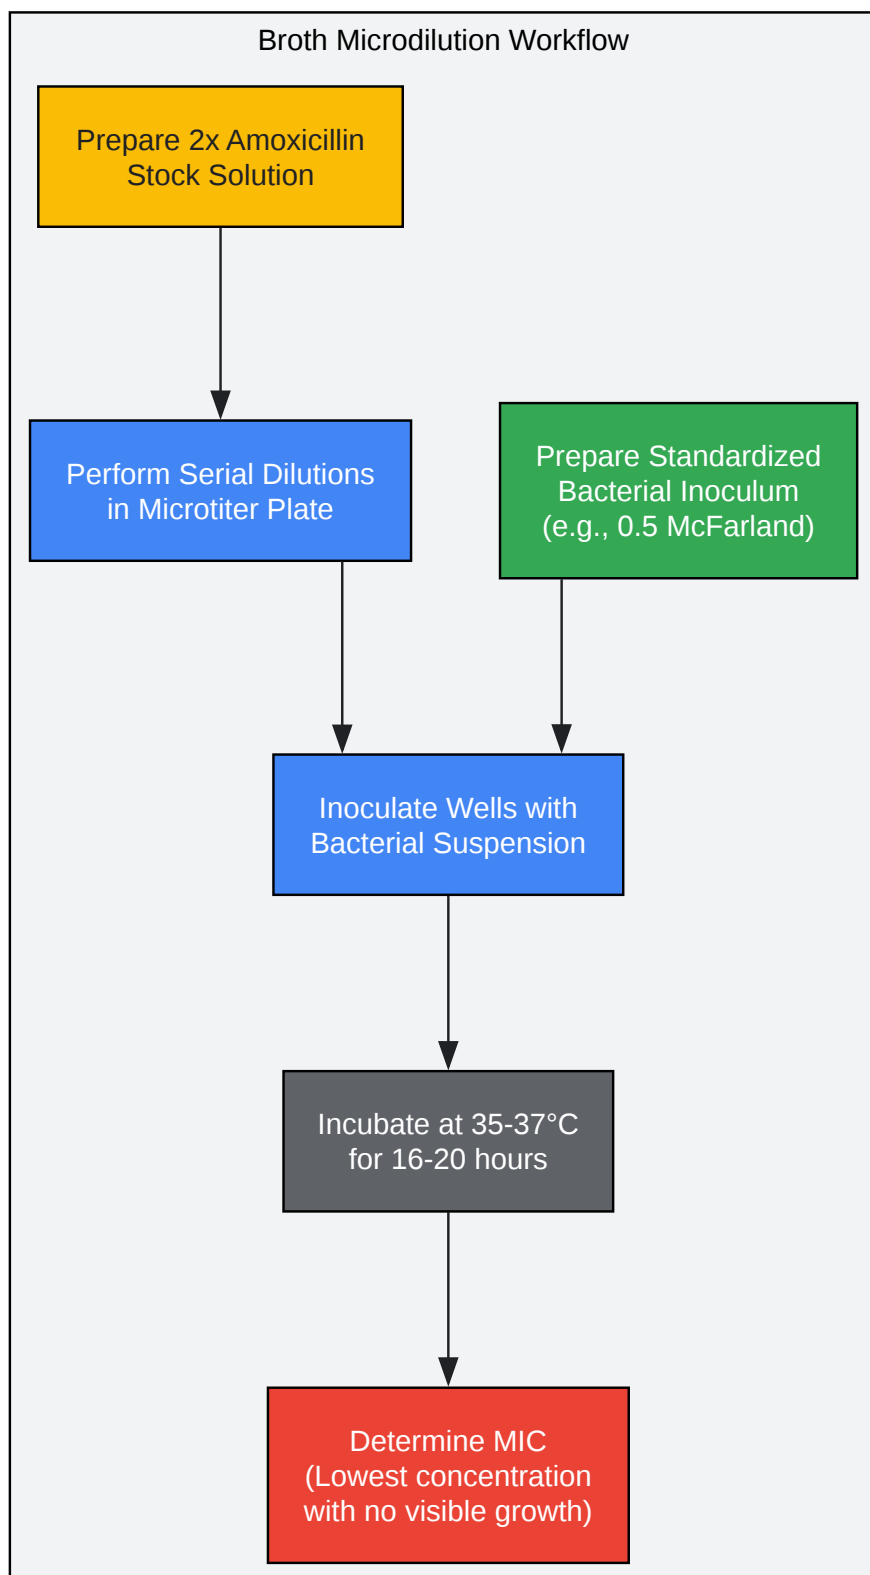 Broth Microdilution Workflow
Prepare 2x Amoxicillin
Stock Solution
Perform Serial Dilutions
in Microtiter Plate
Prepare Standardized
Bacterial Inoculum
(e.g., 0.5 McFarland)
Inoculate Wells with
Bacterial Suspension
Incubate at 35-37°C
for 16-20 hours
Determine MIC
(Lowest concentration
with no visible growth)